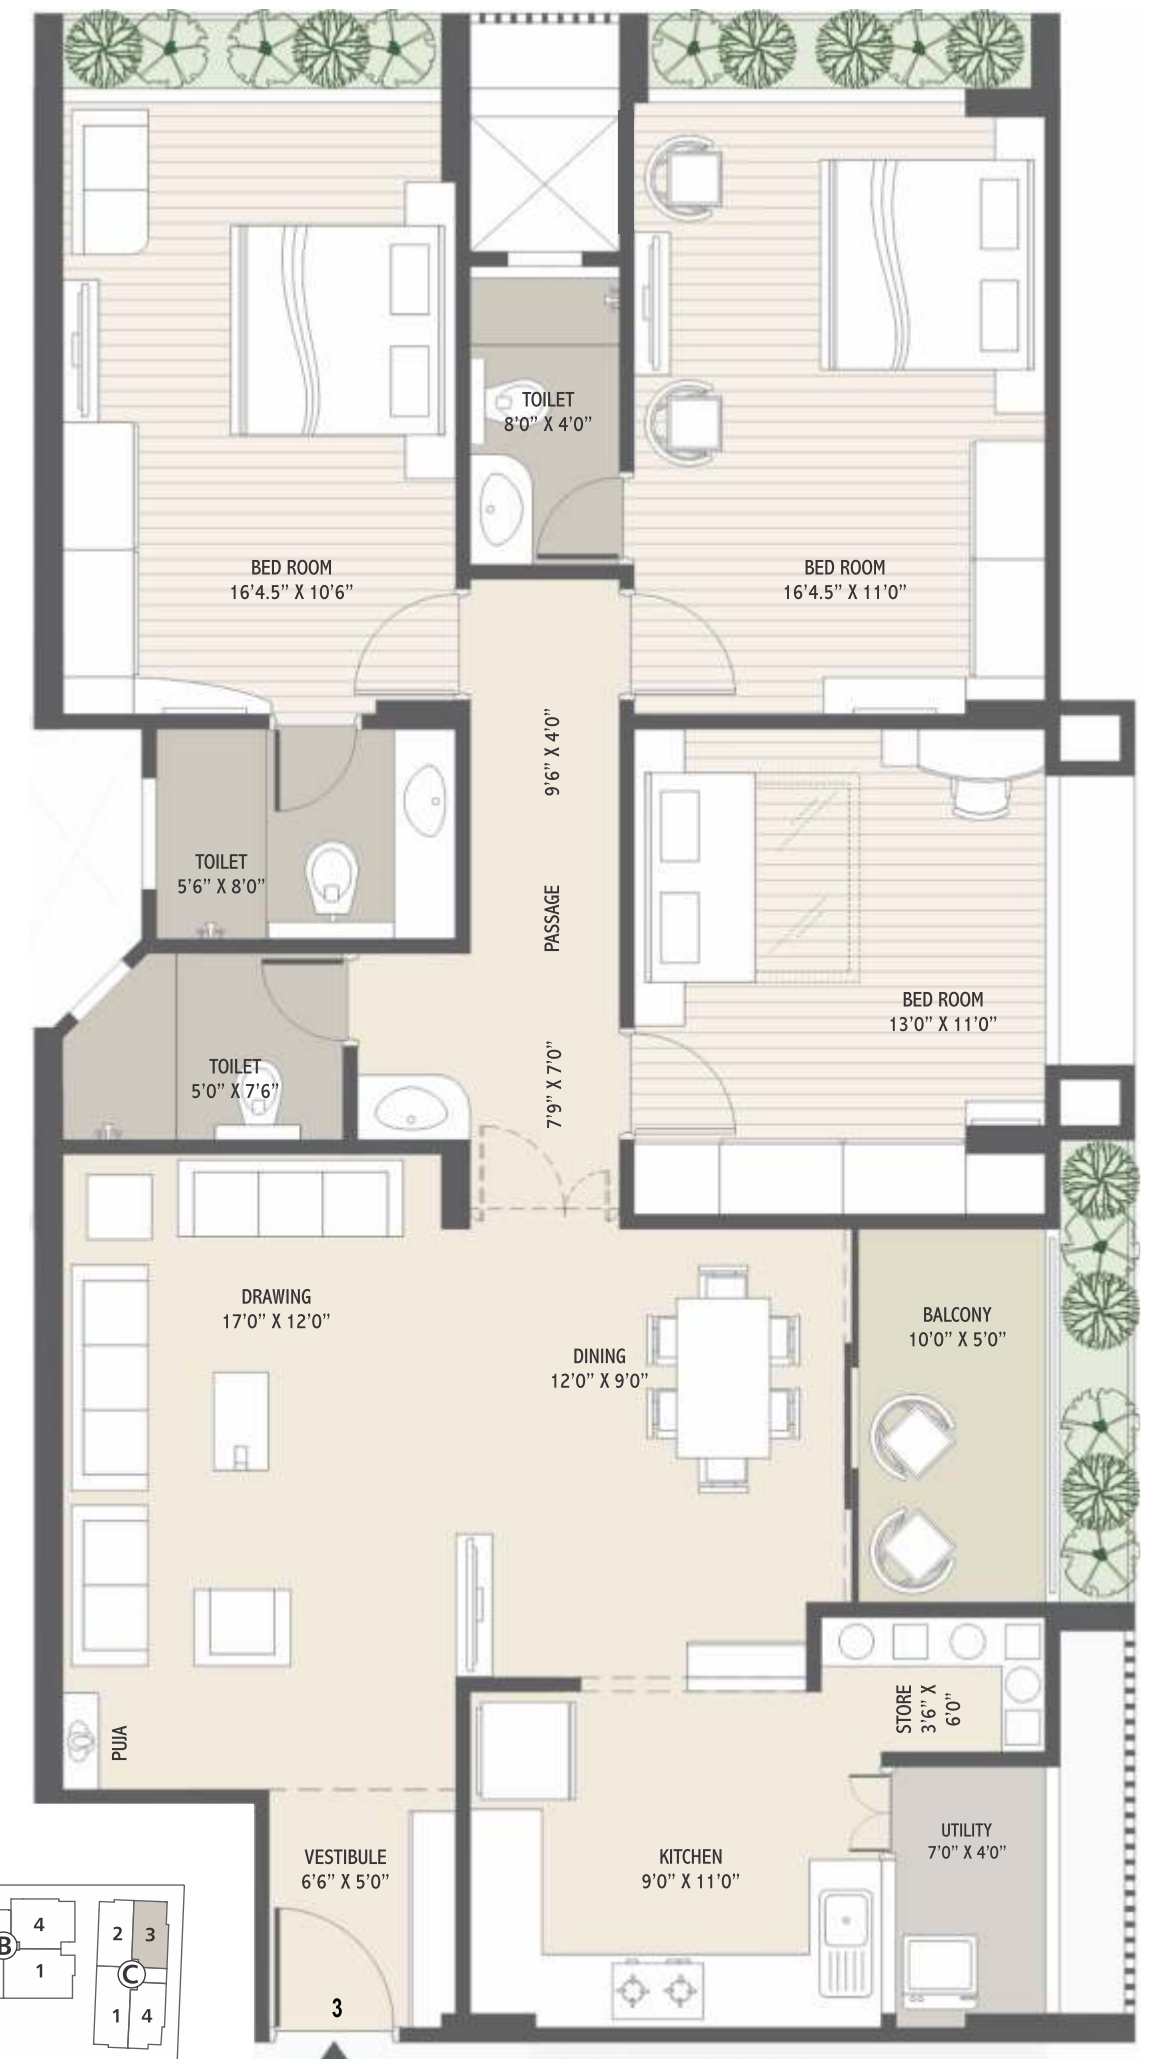 TOILET
8'0" X 4'0"
BED ROOM
16'4.5" X 10'6"
BED ROOM
16'4.5" X 11'0"
9'6" X 4'0"
PASSAGE
7'9" X 7'0"
TOILET
5'6" X 8'0"
BED ROOM
13'0" X 11'0"
TOILET
5'0" X 7'6"
DRAWING
17'0" X 12'0"
DINING
12'0" X 9'0"
BALCONY
10'0" X 5'0"
PUJA
STORE
3'6" X
6'0"
VESTIBULE
6'6" X 5'0"
KITCHEN
9'0" X 11'0"
UTILITY
7'0" X 4'0"
3
4
B
1
2
3
C
1
4